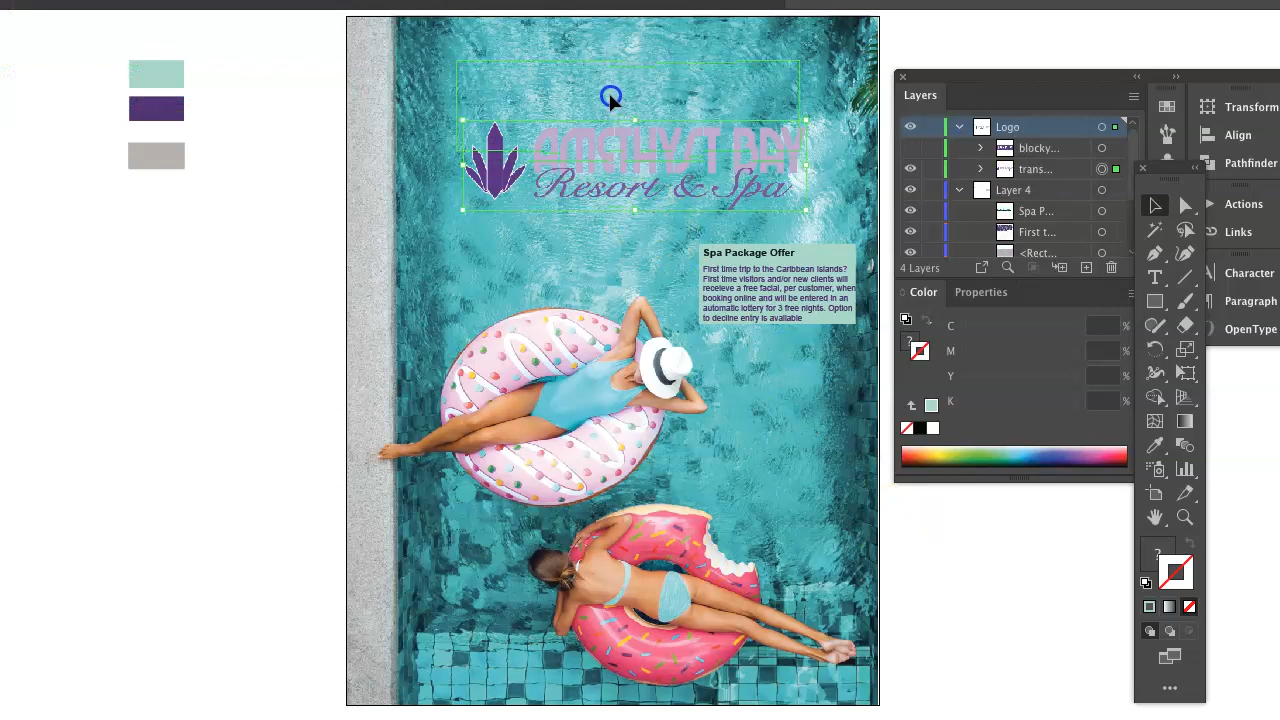 AMSTHYST BAY
Resort & Spa
Spa Package Offer
First time trip to the Caribbean Islands?
First time visitors and/or new clients will
receieve a free facial, per customer, when
booking online and will be entered in an
automatic lottery for 3 free nights. Option
to decline entry is available
Layers
Logo
blocky...
trans...
Layer 4
Spa P...
First t...
<Rect...
4 Layers
Color
Properties
C
%
M
%
Y
%
K
%
?
T
?
Transform
Align
Pathfinder
Actions
Links
Character
Paragraph
OpenType